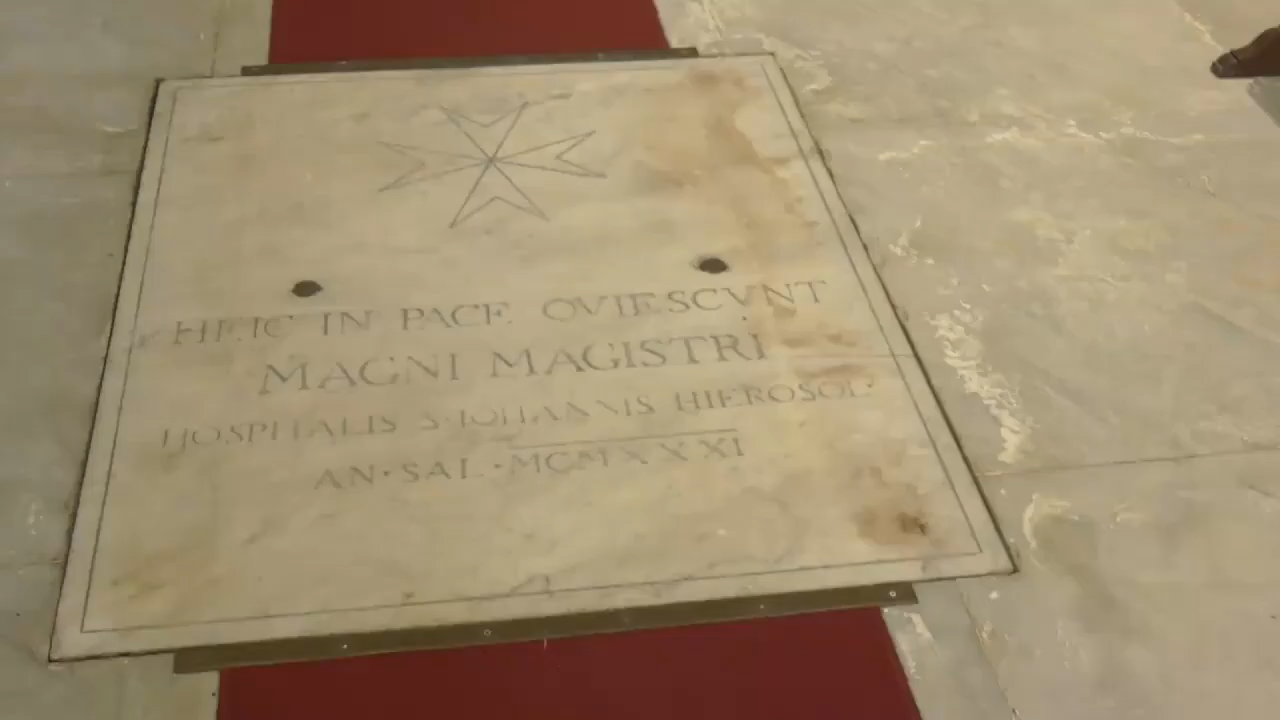 HEIC IN PACE QVIESCVNT
MAGNI MAGISTRI
HOSPITALIS S·IOHANNIS HIEROSOL·
AN·SAL·MCMXXXI